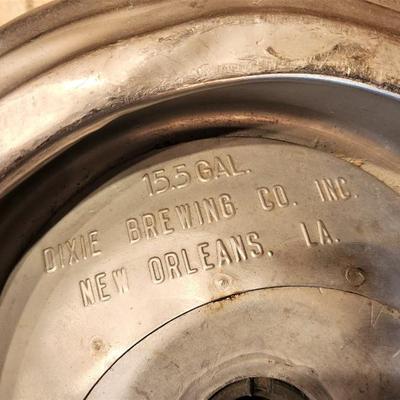 15.5 GAL.
DIXIE BREWING CO. INC.
NEW ORLEANS, LA.